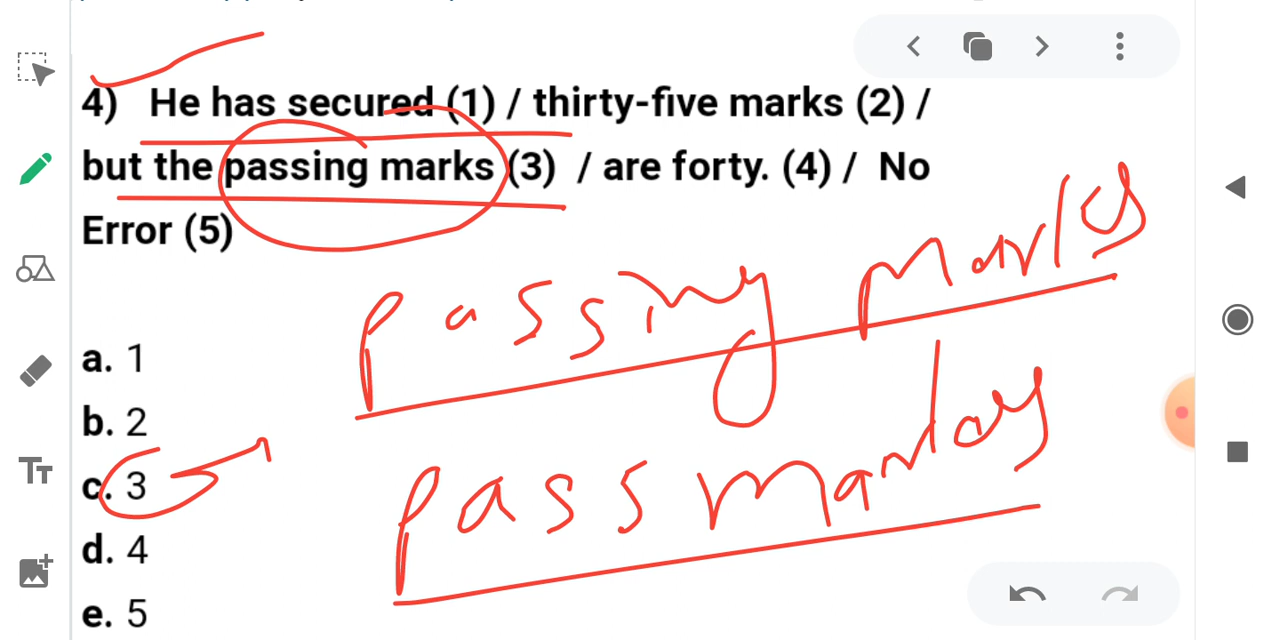 4) He has secured (1) / thirty-five marks (2) /
but the passing marks (3) / are forty. (4) / No
Error (5)
passing marks
pass marks
a. 1
b. 2
c. 3
d. 4
e. 5
TT